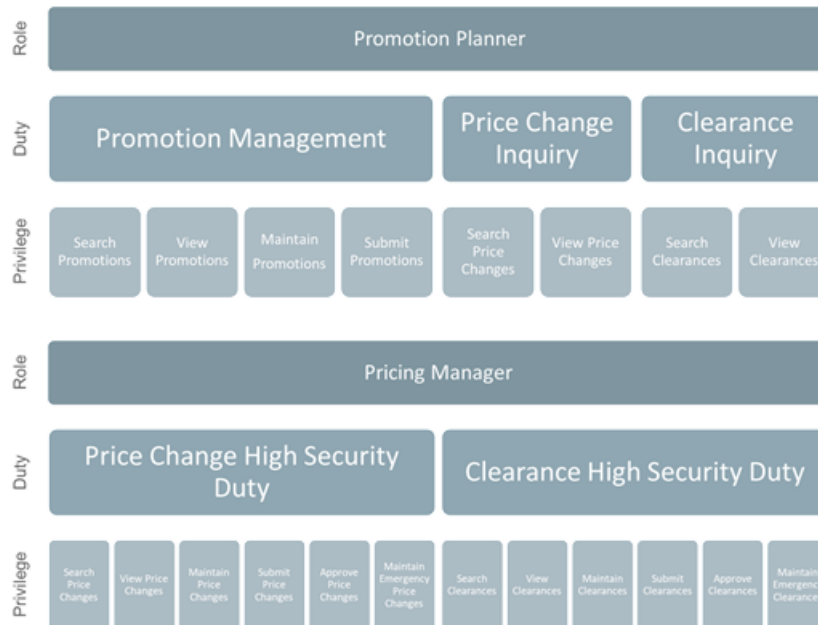 Role
Promotion Planner
Duty
Promotion Management
Price Change
Inquiry
Clearance
Inquiry
Privilege
Search
Promotions
View
Promotions
Maintain
Promotions
Submit
Promotions
Search
Price
Changes
View Price
Changes
Search
Clearances
View
Clearances
Role
Pricing Manager
Duty
Price Change High Security
Duty
Clearance High Security Duty
Privilege
Search
Price
Changes
View Price
Changes
Maintain
Price
Changes
Submit
Price
Changes
Approve
Price
Changes
Maintain
Emergency
Price
Changes
Search
Clearances
View
Clearances
Maintain
Clearances
Submit
Clearances
Approve
Clearances
Maintain
Emergency
Clearances